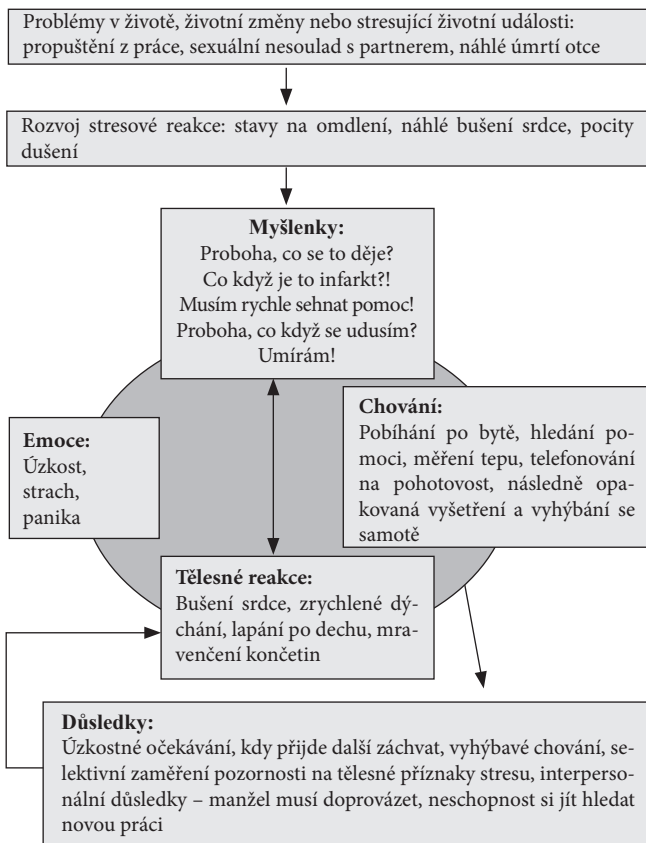 Problémy v životě, životní změny nebo stresující životní události:
propuštění z práce, sexuální nesoulad s partnerem, náhlé úmrtí otce
Rozvoj stresové reakce: stavy na omdlení, náhlé bušení srdce, pocity
dušení
Myšlenky:
Proboha, co se to děje?
Co když je to infarkt?!
Musím rychle sehnat pomoc!
Proboha, co když se udusím?
Umírám!
Emoce:
Úzkost,
strach,
panika
Chování:
Pobíhání po bytě, hledání po-
moci, měření tepu, telefonování
na pohotovost, následně opa-
kovaná vyšetření a vyhýbání se
samotě
Tělesné reakce:
Bušení srdce, zrychlené dý-
chání, lapání po dechu, mra-
venčení končetin
Důsledky:
Úzkostné očekávání, kdy přijde další záchvat, vyhýbavé chování, se-
lektivní zaměření pozornosti na tělesné příznaky stresu, interperso-
nální důsledky – manžel musí doprovázet, neschopnost si jít hledat
novou práci